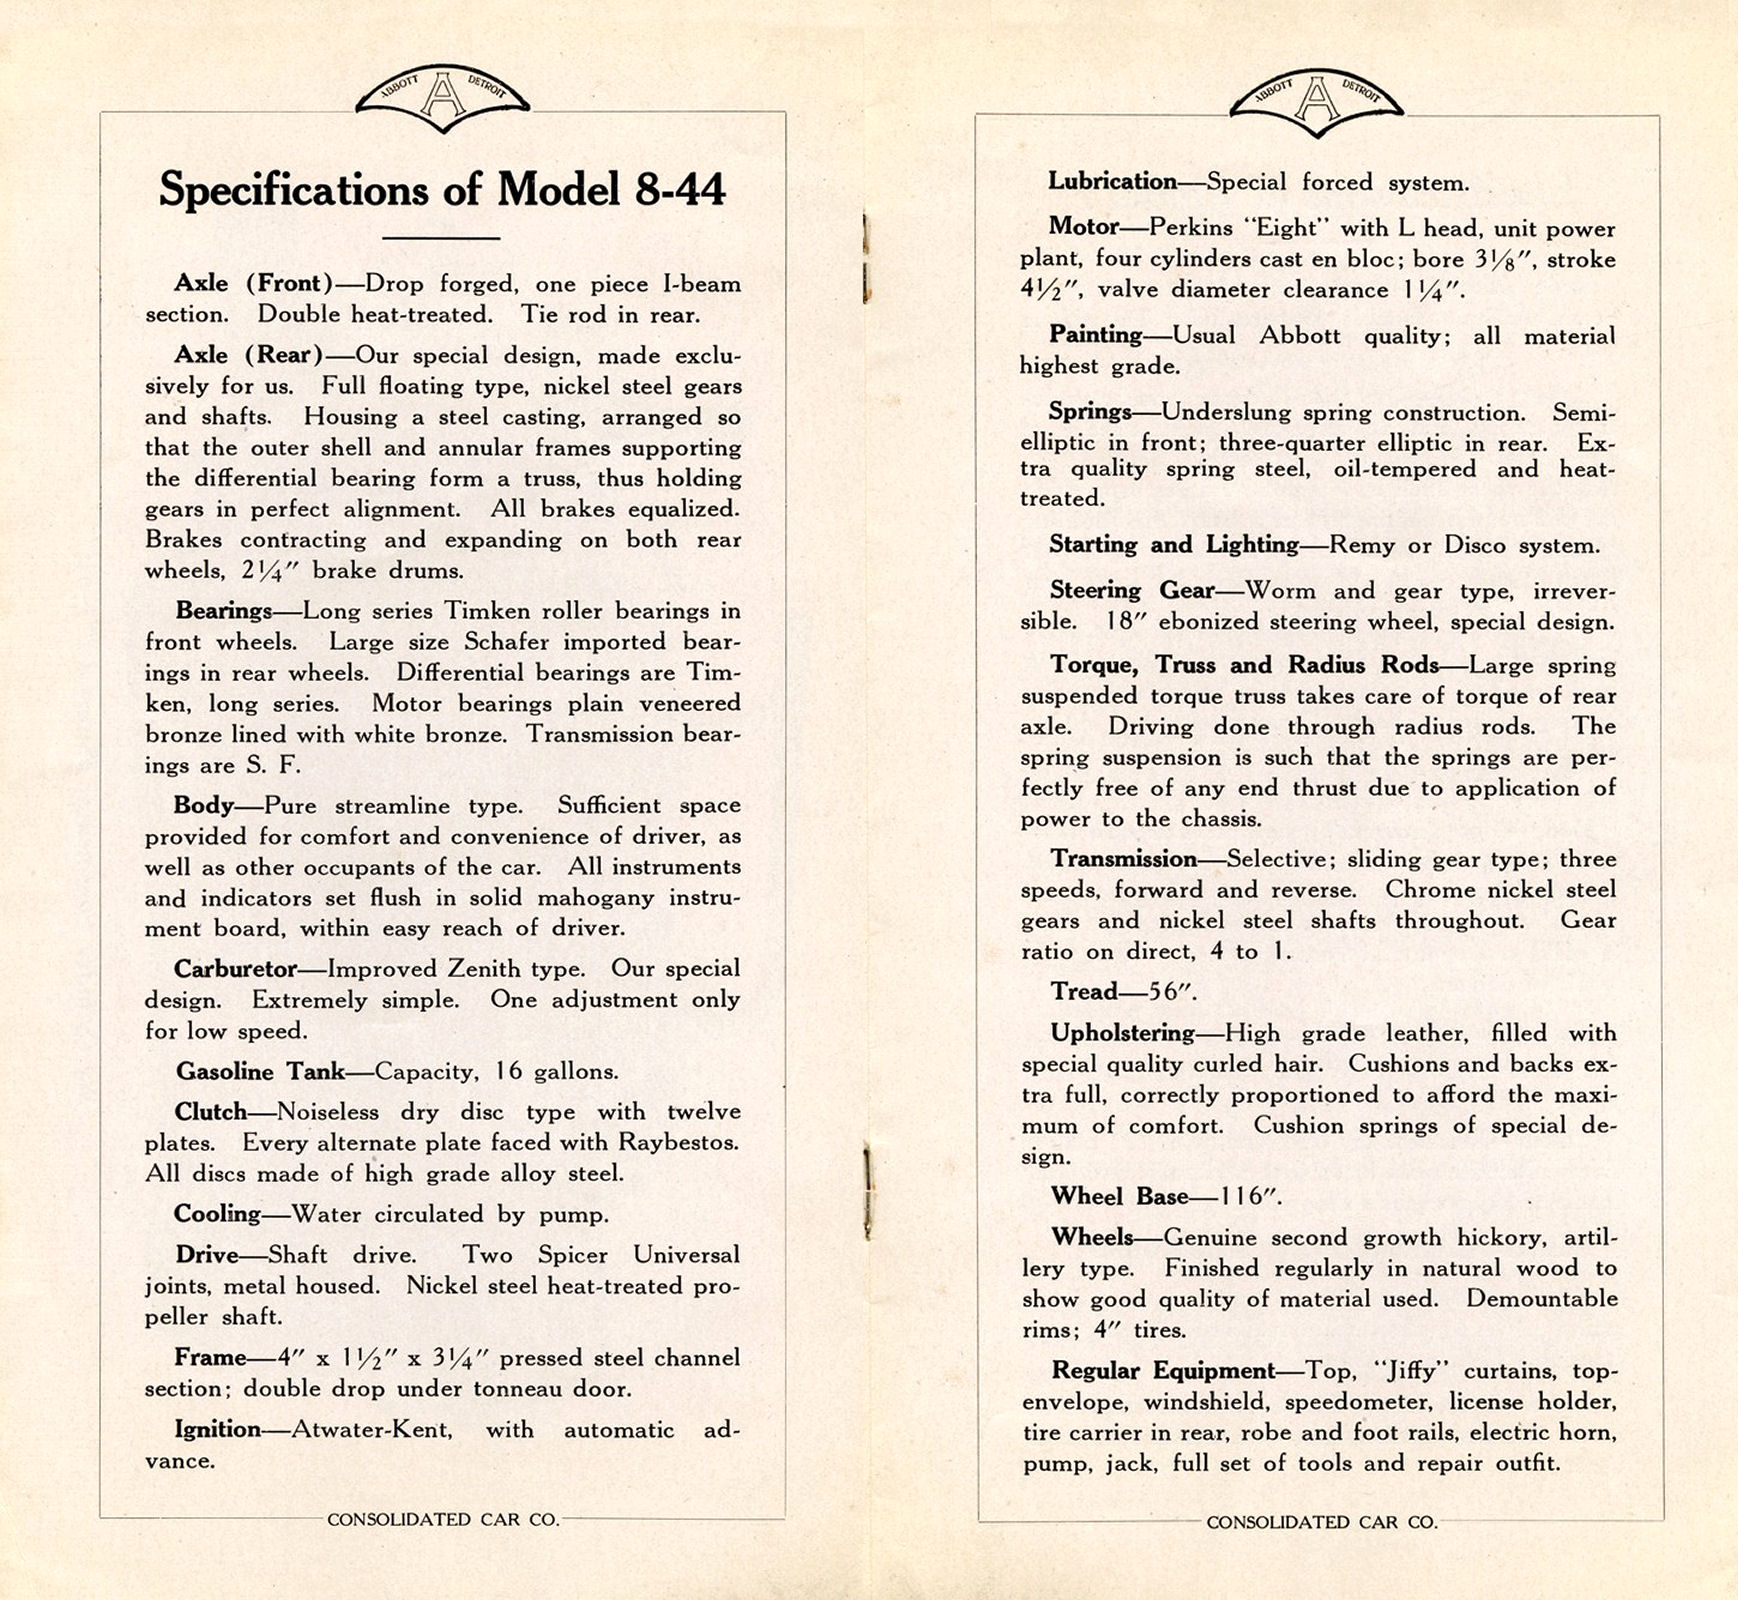 ABBOTT A DETROIT
Specifications of Model 8-44
Axle (Front)—Drop forged, one piece I-beam
section. Double heat-treated. Tie rod in rear.
Axle (Rear)—Our special design, made exclu-
sively for us. Full floating type, nickel steel gears
and shafts. Housing a steel casting, arranged so
that the outer shell and annular frames supporting
the differential bearing form a truss, thus holding
gears in perfect alignment. All brakes equalized.
Brakes contracting and expanding on both rear
wheels, 2¼″ brake drums.
Bearings—Long series Timken roller bearings in
front wheels. Large size Schafer imported bear-
ings in rear wheels. Differential bearings are Tim-
ken, long series. Motor bearings plain veneered
bronze lined with white bronze. Transmission bear-
ings are S. F.
Body—Pure streamline type. Sufficient space
provided for comfort and convenience of driver, as
well as other occupants of the car. All instruments
and indicators set flush in solid mahogany instru-
ment board, within easy reach of driver.
Carburetor—Improved Zenith type. Our special
design. Extremely simple. One adjustment only
for low speed.
Gasoline Tank—Capacity, 16 gallons.
Clutch—Noiseless dry disc type with twelve
plates. Every alternate plate faced with Raybestos.
All discs made of high grade alloy steel.
Cooling—Water circulated by pump.
Drive—Shaft drive. Two Spicer Universal
joints, metal housed. Nickel steel heat-treated pro-
peller shaft.
Frame—4″ x 1½″ x 3¼″ pressed steel channel
section; double drop under tonneau door.
Ignition—Atwater-Kent, with automatic ad-
vance.
CONSOLIDATED CAR CO.
ABBOTT A DETROIT
Lubrication—Special forced system.
Motor—Perkins “Eight” with L head, unit power
plant, four cylinders cast en bloc; bore 3⅛″, stroke
4½″, valve diameter clearance 1¼″.
Painting—Usual Abbott quality; all material
highest grade.
Springs—Underslung spring construction. Semi-
elliptic in front; three-quarter elliptic in rear. Ex-
tra quality spring steel, oil-tempered and heat-
treated.
Starting and Lighting—Remy or Disco system.
Steering Gear—Worm and gear type, irrever-
sible. 18″ ebonized steering wheel, special design.
Torque, Truss and Radius Rods—Large spring
suspended torque truss takes care of torque of rear
axle. Driving done through radius rods. The
spring suspension is such that the springs are per-
fectly free of any end thrust due to application of
power to the chassis.
Transmission—Selective; sliding gear type; three
speeds, forward and reverse. Chrome nickel steel
gears and nickel steel shafts throughout. Gear
ratio on direct, 4 to 1.
Tread—56″.
Upholstering—High grade leather, filled with
special quality curled hair. Cushions and backs ex-
tra full, correctly proportioned to afford the maxi-
mum of comfort. Cushion springs of special de-
sign.
Wheel Base—116″.
Wheels—Genuine second growth hickory, artil-
lery type. Finished regularly in natural wood to
show good quality of material used. Demountable
rims; 4″ tires.
Regular Equipment—Top, “Jiffy” curtains, top-
envelope, windshield, speedometer, license holder,
tire carrier in rear, robe and foot rails, electric horn,
pump, jack, full set of tools and repair outfit.
CONSOLIDATED CAR CO.